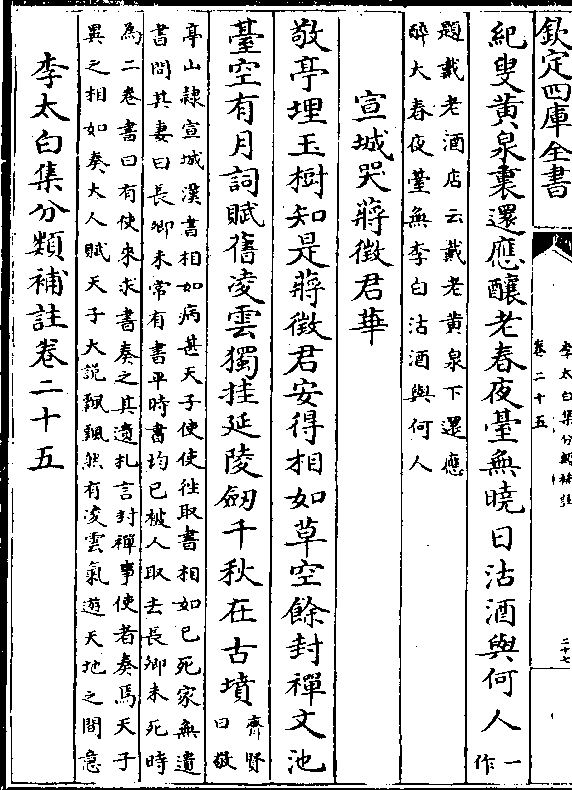 欽定四庫全書
李太白集分類補註
卷二十五
二十七
紀叟黃泉裏還應釀老春夜臺無曉日沽酒與何人一作
題戴老酒店云戴老黃泉下還應
醉大春夜臺無李白沽酒與何人
宣城哭蔣徵君華
敬亭埋玉樹知是蔣徵君安得相如草空餘封禪文池
臺空有月詞賦舊凌雲獨挂延陵劒千秋在古墳齊賢曰敬
亭山隸宣城漢書相如病甚天子使使徃取書相如已死家無遺
書問其妻曰長卿未常有書平時書均已被人取去長卿未死時
為二卷書曰有使來求書奏之其遺札言封禪事使者奏焉天子
異之相如奏大人賦天子大説飄飄然有凌雲氣遊天地之間意
李太白集分類補註卷二十五